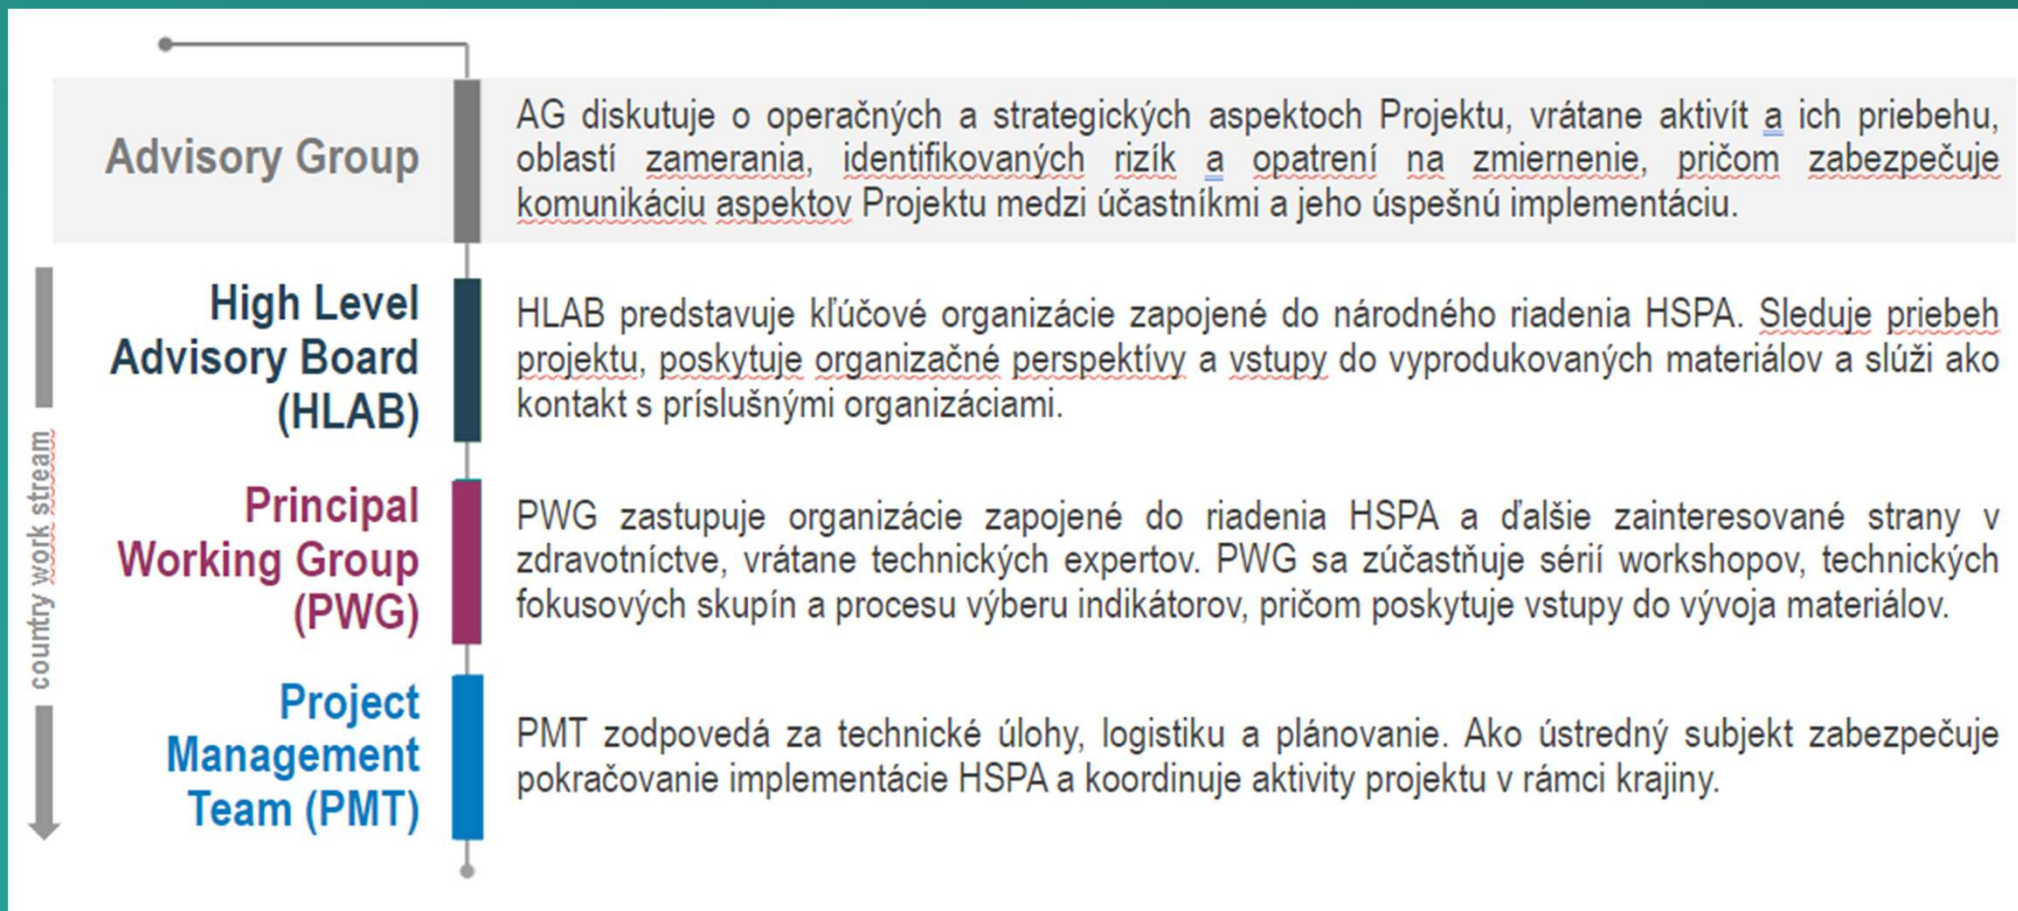 Advisory Group
AG diskutuje o operačných a strategických aspektoch Projektu, vrátane aktivít a ich priebehu,
oblastí zamerania, identifikovaných rizík a opatrení na zmiernenie, pričom zabezpečuje
komunikáciu aspektov Projektu medzi účastníkmi a jeho úspešnú implementáciu.
country work stream
High Level
Advisory Board
(HLAB)
HLAB predstavuje kľúčové organizácie zapojené do národného riadenia HSPA. Sleduje priebeh
projektu, poskytuje organizačné perspektívy a vstupy do vyprodukovaných materiálov a slúži ako
kontakt s príslušnými organizáciami.
Principal
Working Group
(PWG)
PWG zastupuje organizácie zapojené do riadenia HSPA a ďalšie zainteresované strany v
zdravotníctve, vrátane technických expertov. PWG sa zúčastňuje sérií workshopov, technických
fokusových skupín a procesu výberu indikátorov, pričom poskytuje vstupy do vývoja materiálov.
Project
Management
Team (PMT)
PMT zodpovedá za technické úlohy, logistiku a plánovanie. Ako ústredný subjekt zabezpečuje
pokračovanie implementácie HSPA a koordinuje aktivity projektu v rámci krajiny.